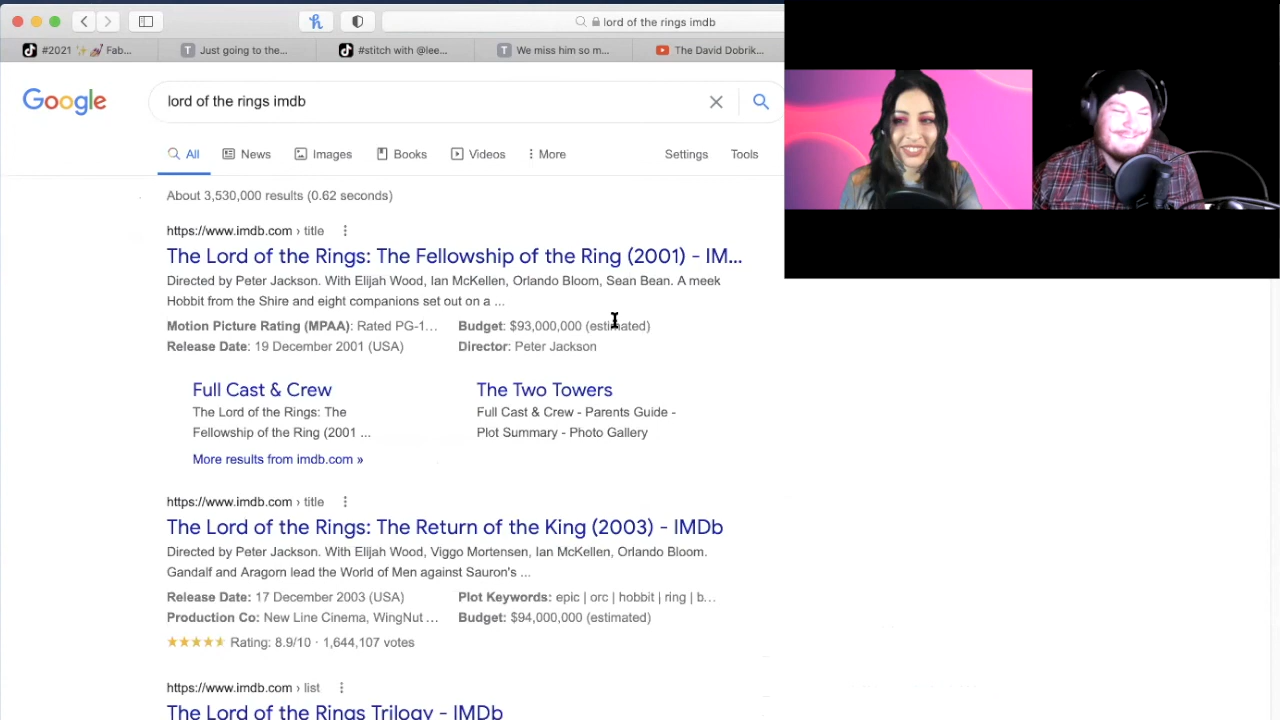 lord of the rings imdb
#2021 ✨💅 Fab...
Just going to the...
#stitch with @lee...
We miss him so m...
The David Dobrik...
Google
lord of the rings imdb
All
News
Images
Books
Videos
More
Settings
Tools
About 3,530,000 results (0.62 seconds)
https://www.imdb.com › title
The Lord of the Rings: The Fellowship of the Ring (2001) - IM...
Directed by Peter Jackson. With Elijah Wood, Ian McKellen, Orlando Bloom, Sean Bean. A meek
Hobbit from the Shire and eight companions set out on a ...
Motion Picture Rating (MPAA): Rated PG-1... Budget: $93,000,000 (estimated)
Release Date: 19 December 2001 (USA) Director: Peter Jackson
Full Cast & Crew
The Lord of the Rings: The
Fellowship of the Ring (2001 ...
The Two Towers
Full Cast & Crew - Parents Guide -
Plot Summary - Photo Gallery
More results from imdb.com »
https://www.imdb.com › title
The Lord of the Rings: The Return of the King (2003) - IMDb
Directed by Peter Jackson. With Elijah Wood, Viggo Mortensen, Ian McKellen, Orlando Bloom.
Gandalf and Aragorn lead the World of Men against Sauron's ...
Release Date: 17 December 2003 (USA) Plot Keywords: epic | orc | hobbit | ring | b...
Production Co: New Line Cinema, WingNut ... Budget: $94,000,000 (estimated)
Rating: 8.9/10 · 1,644,107 votes
https://www.imdb.com › list
The Lord of the Rings Trilogy - IMDb